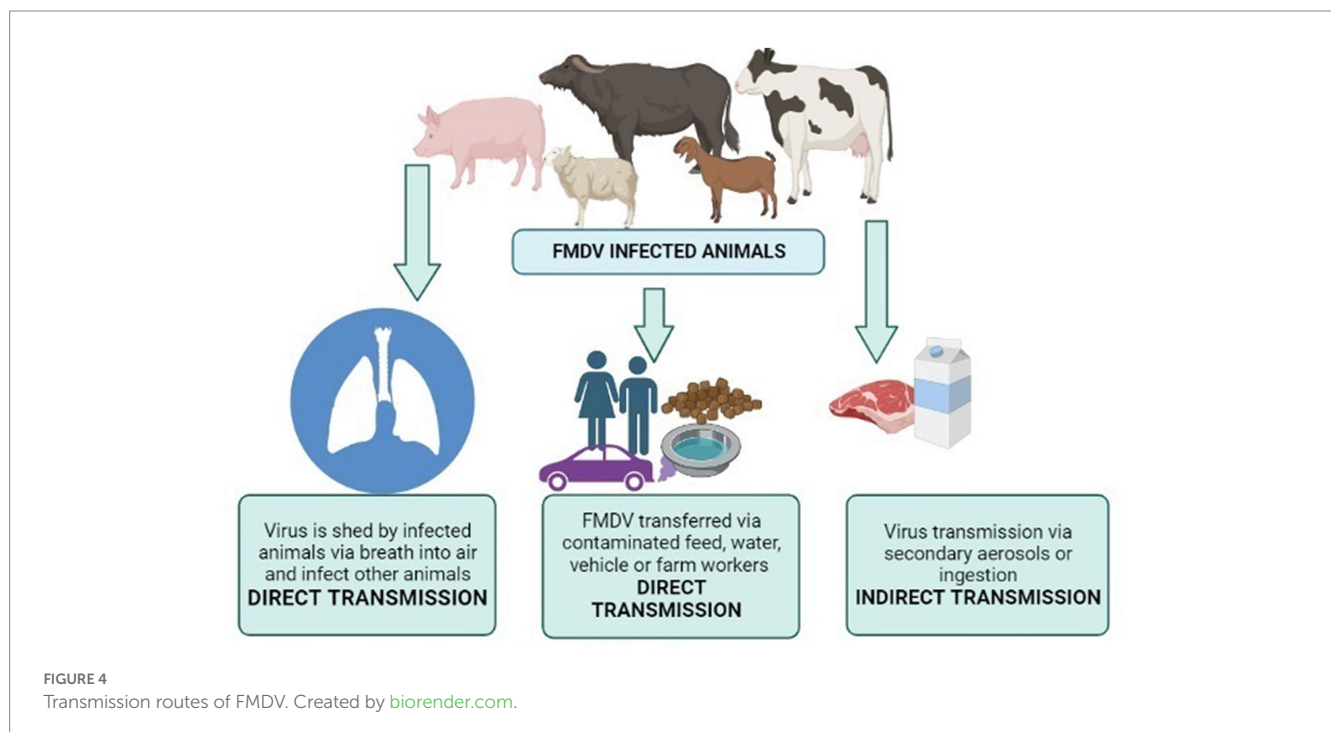 FMDV INFECTED ANIMALS
Virus is shed by infected
animals via breath into air
and infect other animals
DIRECT TRANSMISSION
FMDV transferred via
contaminated feed, water,
vehicle or farm workers
DIRECT
TRANSMISSION
Virus transmission via
secondary aerosols or
ingestion
INDIRECT TRANSMISSION
FIGURE 4
Transmission routes of FMDV. Created by biorender.com.